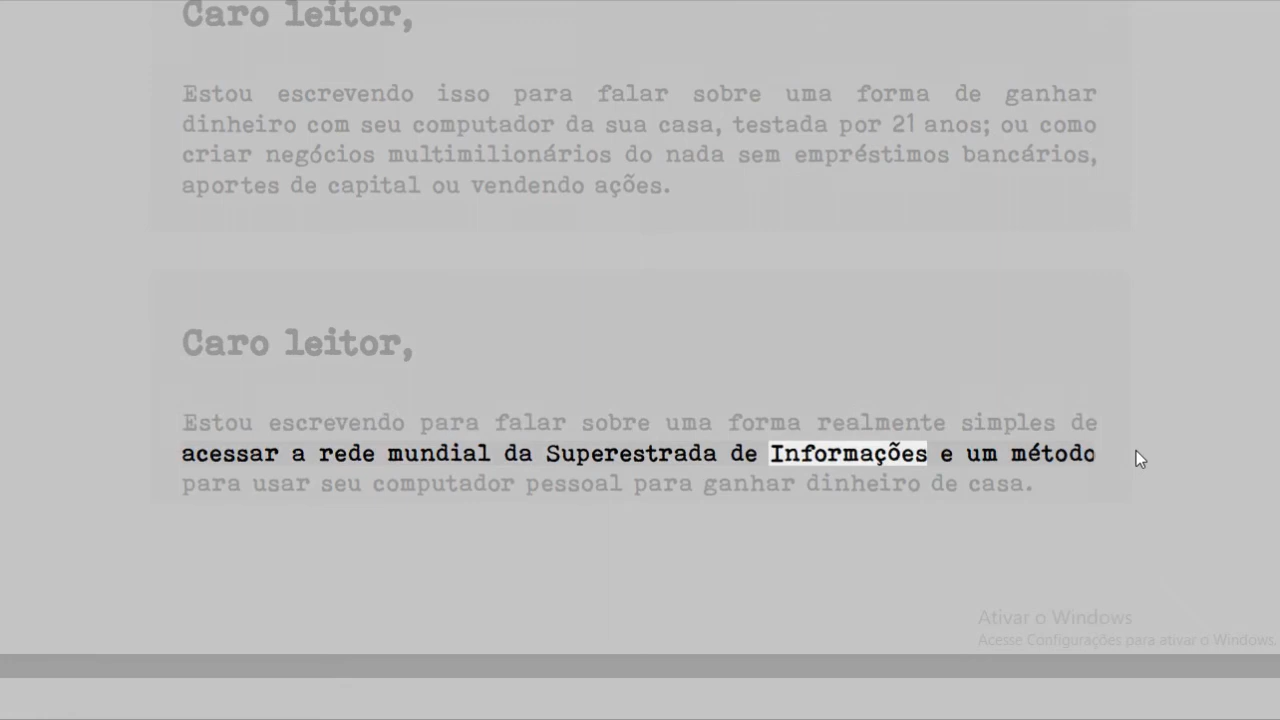 Caro leitor,
Estou escrevendo isso para falar sobre uma forma de ganhar
dinheiro com seu computador da sua casa, testada por 21 anos; ou como
criar negócios multimilionários do nada sem empréstimos bancários,
aportes de capital ou vendendo ações.
Caro leitor,
Estou escrevendo para falar sobre uma forma realmente simples de
acessar a rede mundial da Superestrada de Informações e um método
para usar seu computador pessoal para ganhar dinheiro de casa.
Ativar o Windows
Acesse Configurações para ativar o Windows.